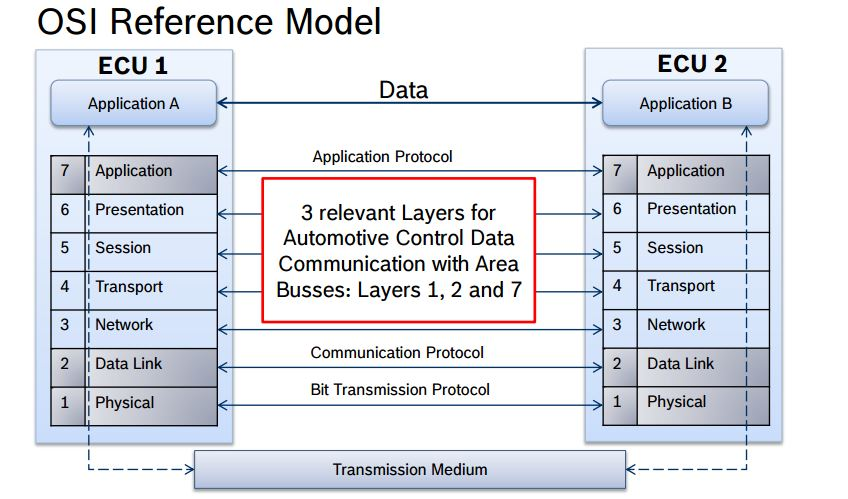 OSI Reference Model
ECU 1
ECU 2
Application A
Data
Application B
Application Protocol
7 Application
7 Application
6 Presentation
6 Presentation
5 Session
5 Session
4 Transport
4 Transport
3 Network
3 Network
3 relevant Layers for
Automotive Control Data
Communication with Area
Busses: Layers 1, 2 and 7
Communication Protocol
2 Data Link
2 Data Link
Bit Transmission Protocol
1 Physical
1 Physical
Transmission Medium